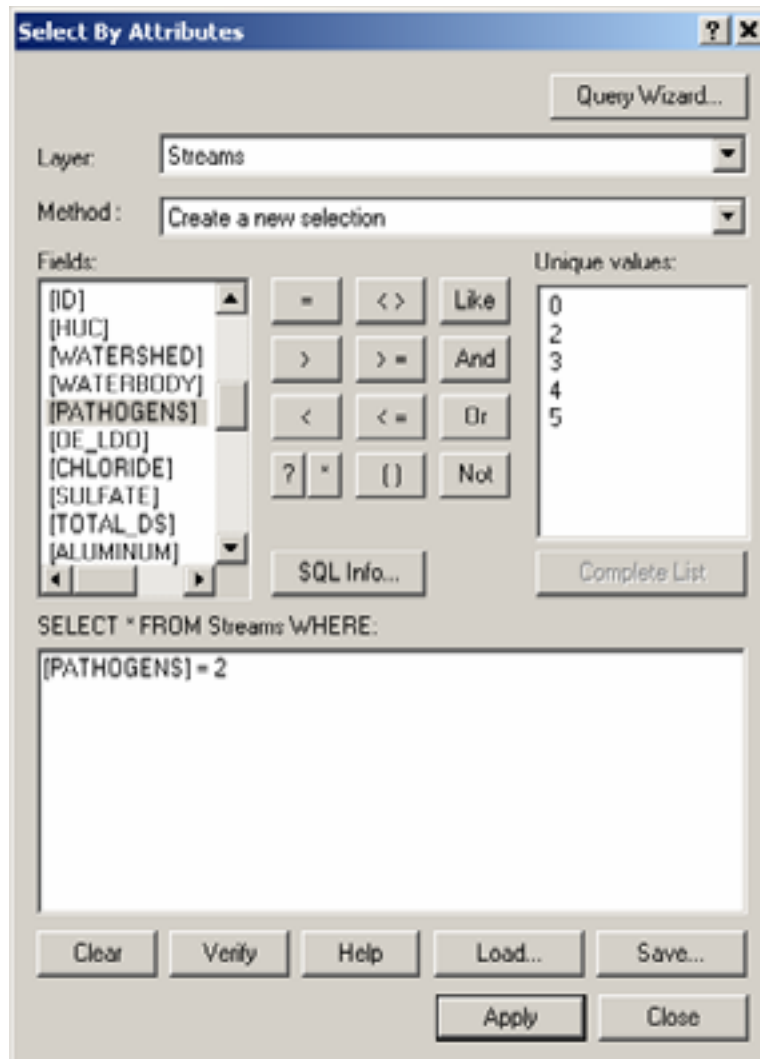 Select By Attributes
?
Query Wizard...
Layer:
Streams
Method :
Create a new selection
Fields:
Unique values:
[ID]
[HUC]
[WATERSHED]
[WATERBODY]
[PATHOGENS]
[OE_LDO]
[CHLORIDE]
[SULFATE]
[TOTAL_DS]
[ALUMINUM]
= <> Like
> >= And
< <= Or
? * () Not
SQL Info...
0
2
3
4
5
Complete List
SELECT * FROM Streams WHERE:
[PATHOGENS] = 2
Clear Verify Help Load... Save...
Apply Close